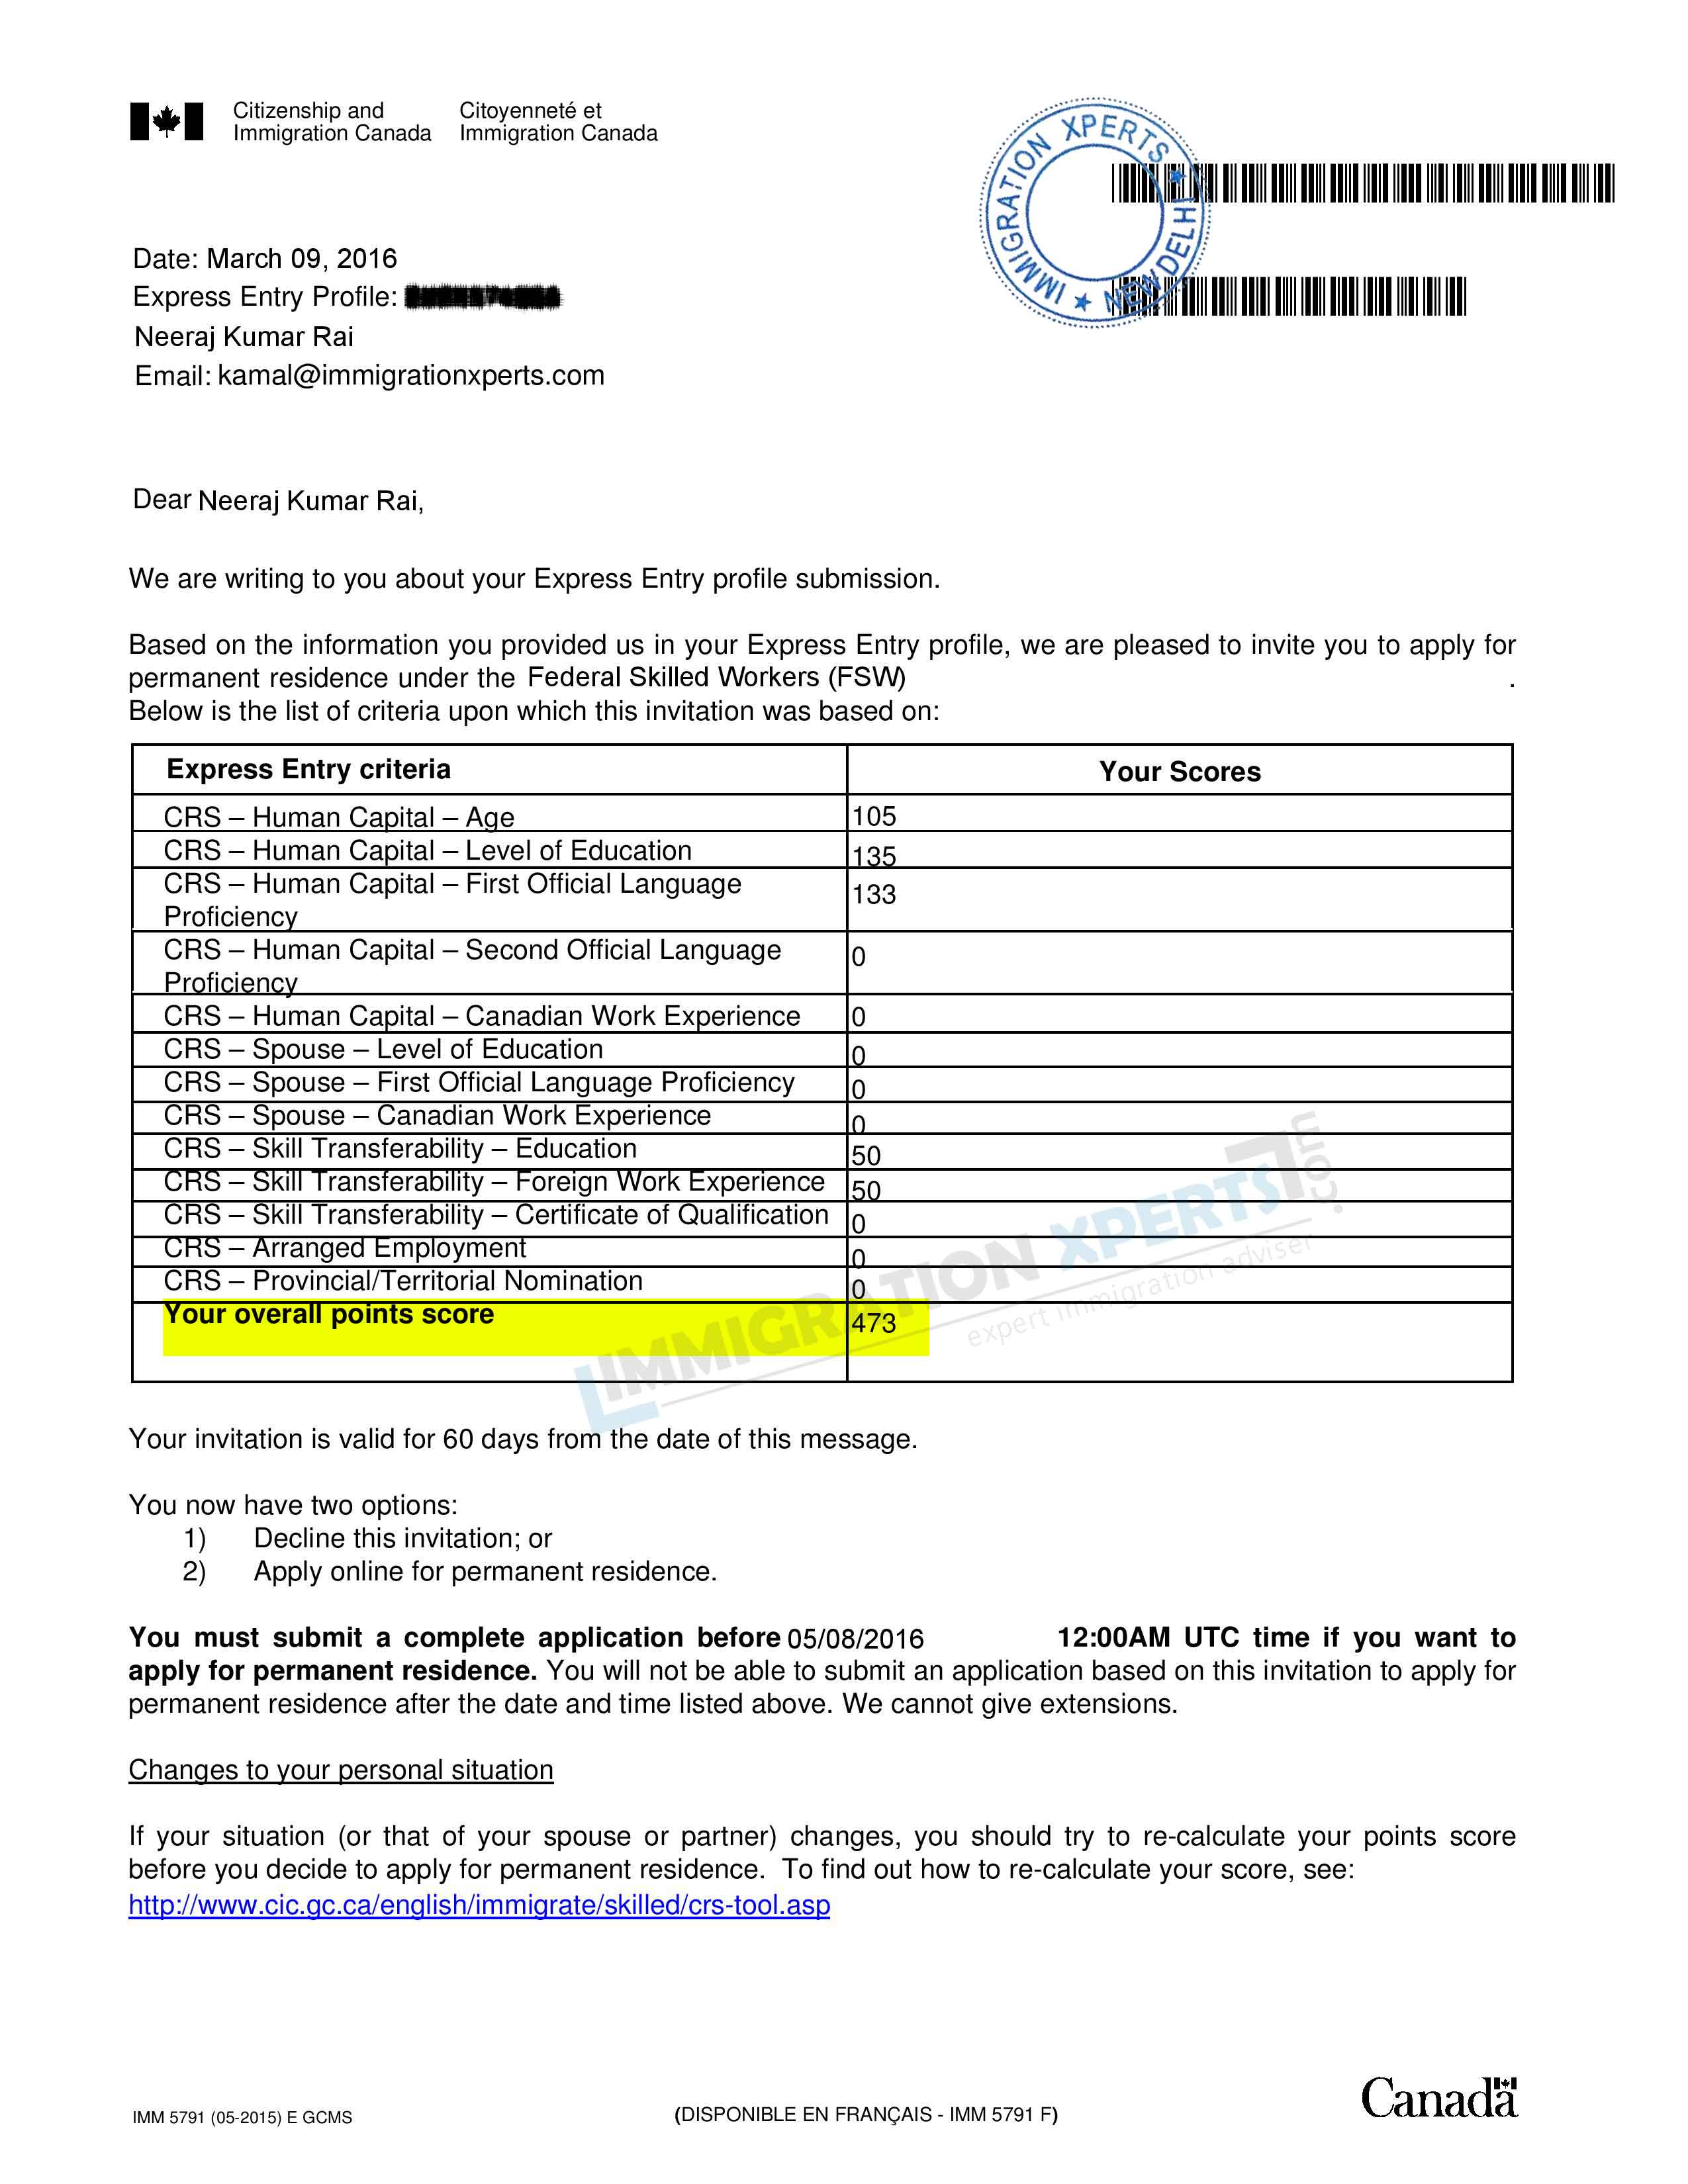 Citizenship and Citoyenneté et
Immigration Canada Immigration Canada
IMMIGRATION XPERTS ★ NEW DELHI ★
Date: March 09, 2016
Express Entry Profile:
Neeraj Kumar Rai
Email: kamal@immigrationxperts.com
Dear Neeraj Kumar Rai,
We are writing to you about your Express Entry profile submission.
Based on the information you provided us in your Express Entry profile, we are pleased to invite you to apply for
permanent residence under the Federal Skilled Workers (FSW) .
Below is the list of criteria upon which this invitation was based on:
Express Entry criteria Your Scores
CRS – Human Capital – Age 105
CRS – Human Capital – Level of Education 135
CRS – Human Capital – First Official Language 133
Proficiency
CRS – Human Capital – Second Official Language 0
Proficiency
CRS – Human Capital – Canadian Work Experience 0
CRS – Spouse – Level of Education 0
CRS – Spouse – First Official Language Proficiency 0
CRS – Spouse – Canadian Work Experience 0
CRS – Skill Transferability – Education 50
CRS – Skill Transferability – Foreign Work Experience 50
CRS – Skill Transferability – Certificate of Qualification 0
CRS – Arranged Employment 0
CRS – Provincial/Territorial Nomination 0
Your overall points score 473
IMMIGRATION XPERTS .com
expert immigration adviser
Your invitation is valid for 60 days from the date of this message.
You now have two options:
1) Decline this invitation; or
2) Apply online for permanent residence.
You must submit a complete application before 05/08/2016 12:00AM UTC time if you want to
apply for permanent residence. You will not be able to submit an application based on this invitation to apply for
permanent residence after the date and time listed above. We cannot give extensions.
Changes to your personal situation
If your situation (or that of your spouse or partner) changes, you should try to re-calculate your points score
before you decide to apply for permanent residence. To find out how to re-calculate your score, see:
http://www.cic.gc.ca/english/immigrate/skilled/crs-tool.asp
IMM 5791 (05-2015) E GCMS (DISPONIBLE EN FRANÇAIS - IMM 5791 F) Canada